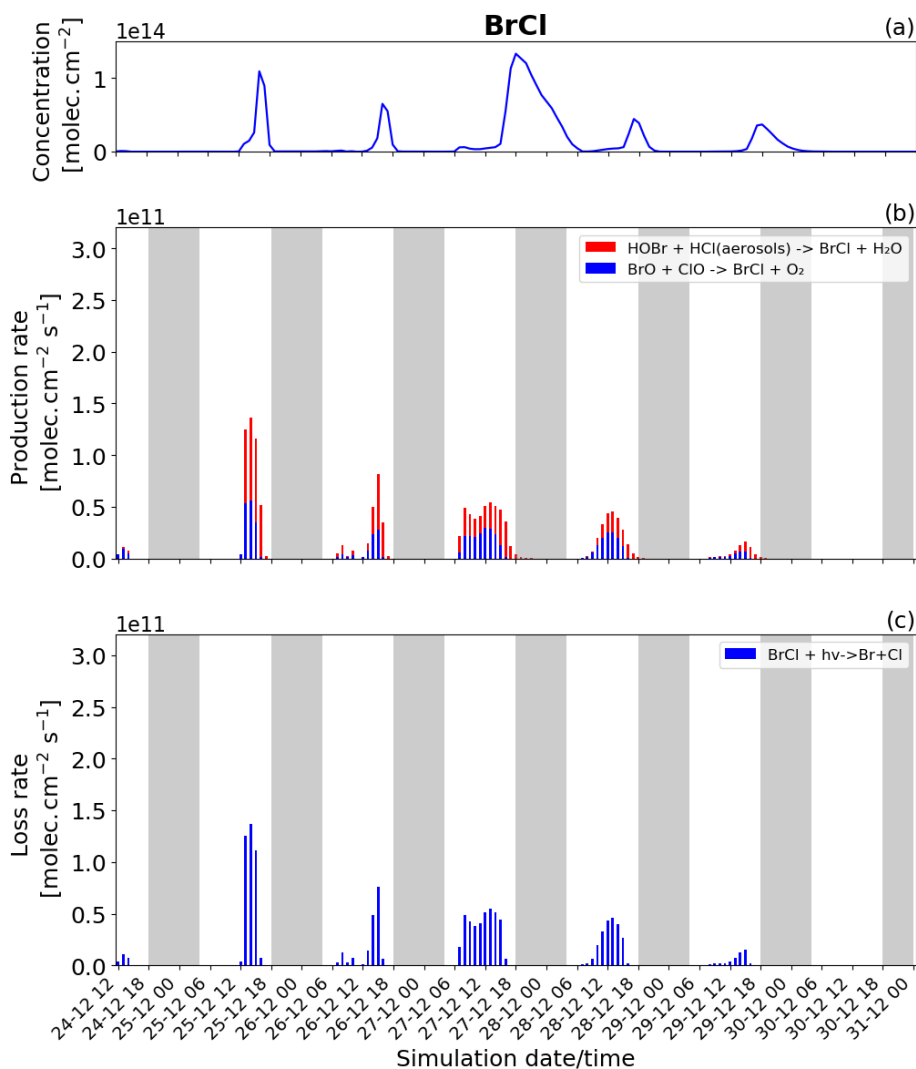 BrCl
1e14
(a)
Concentration
[molec. cm⁻²]
1
0
1e11
(b)
Production rate
[molec. cm⁻² s⁻¹]
3.0
2.5
2.0
1.5
1.0
0.5
0.0
HOBr + HCl(aerosols) -> BrCl + H₂O
BrO + ClO -> BrCl + O₂
1e11
(c)
Loss rate
[molec. cm⁻² s⁻¹]
3.0
2.5
2.0
1.5
1.0
0.5
0.0
BrCl + hv->Br+Cl
24-12 12
24-12 18
25-12 00
25-12 06
25-12 12
25-12 18
26-12 00
26-12 06
26-12 12
26-12 18
27-12 00
27-12 06
27-12 12
27-12 18
28-12 00
28-12 06
28-12 12
28-12 18
29-12 00
29-12 06
29-12 12
29-12 18
30-12 00
30-12 06
30-12 12
30-12 18
31-12 00
Simulation date/time